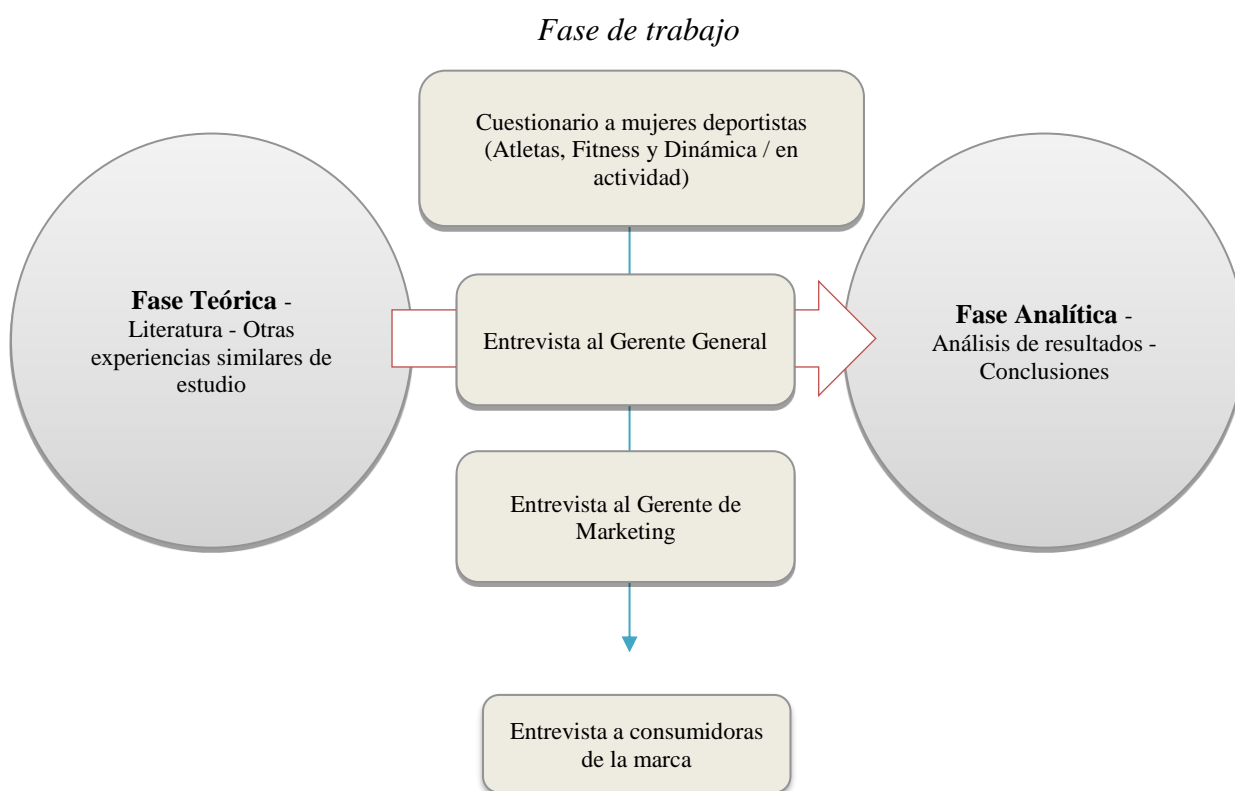 Fase de trabajo
Cuestionario a mujeres deportistas
(Atletas, Fitness y Dinámica / en
actividad)
Fase Teórica -
Literatura - Otras
experiencias similares de
estudio
Entrevista al Gerente General
Fase Analítica -
Análisis de resultados -
Conclusiones
Entrevista al Gerente de
Marketing
Entrevista a consumidoras
de la marca